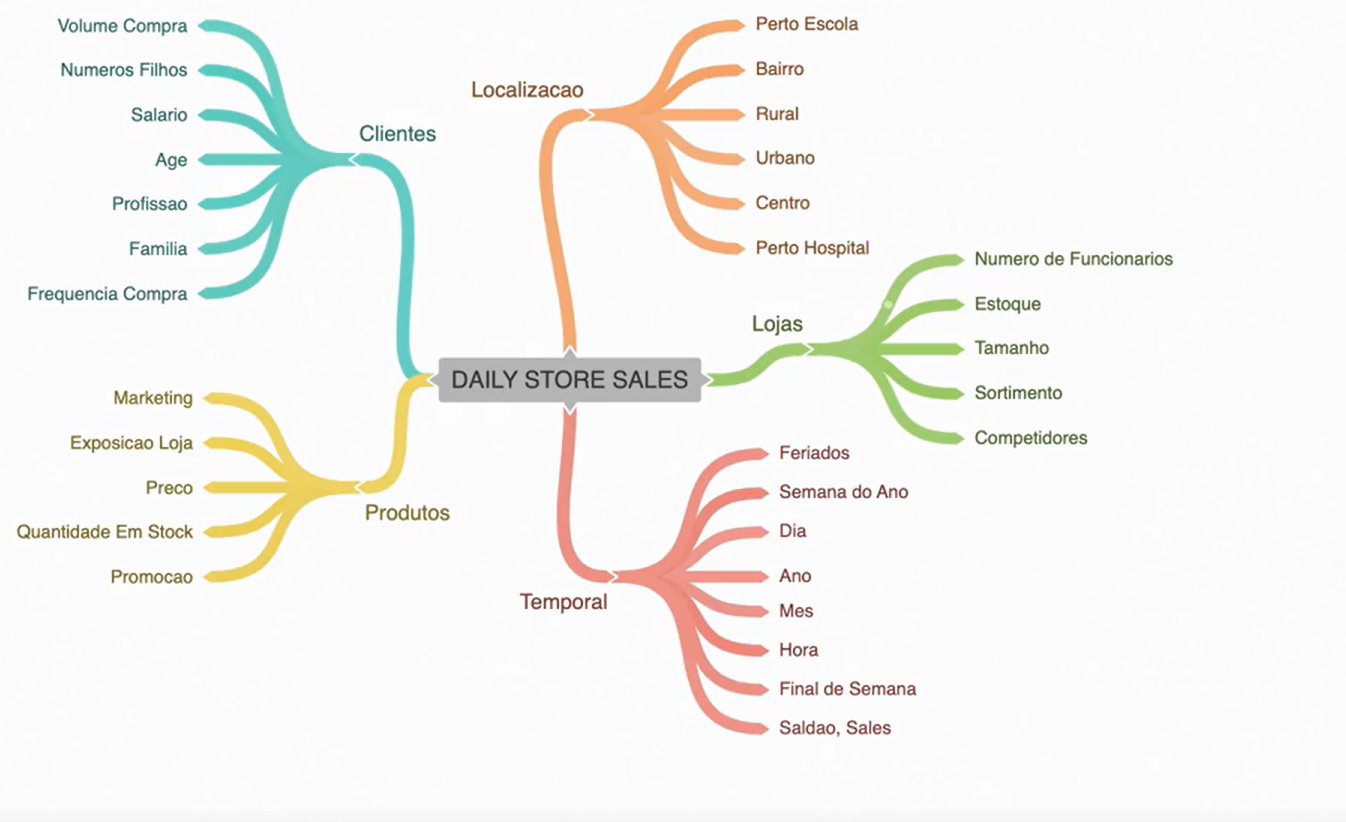 Volume Compra
Numeros Filhos
Salario
Age
Profissao
Familia
Frequencia Compra
Clientes
Localizacao
Perto Escola
Bairro
Rural
Urbano
Centro
Perto Hospital
Lojas
Numero de Funcionarios
Estoque
Tamanho
Sortimento
Competidores
DAILY STORE SALES
Marketing
Exposicao Loja
Preco
Quantidade Em Stock
Promocao
Produtos
Temporal
Feriados
Semana do Ano
Dia
Ano
Mes
Hora
Final de Semana
Saldao, Sales